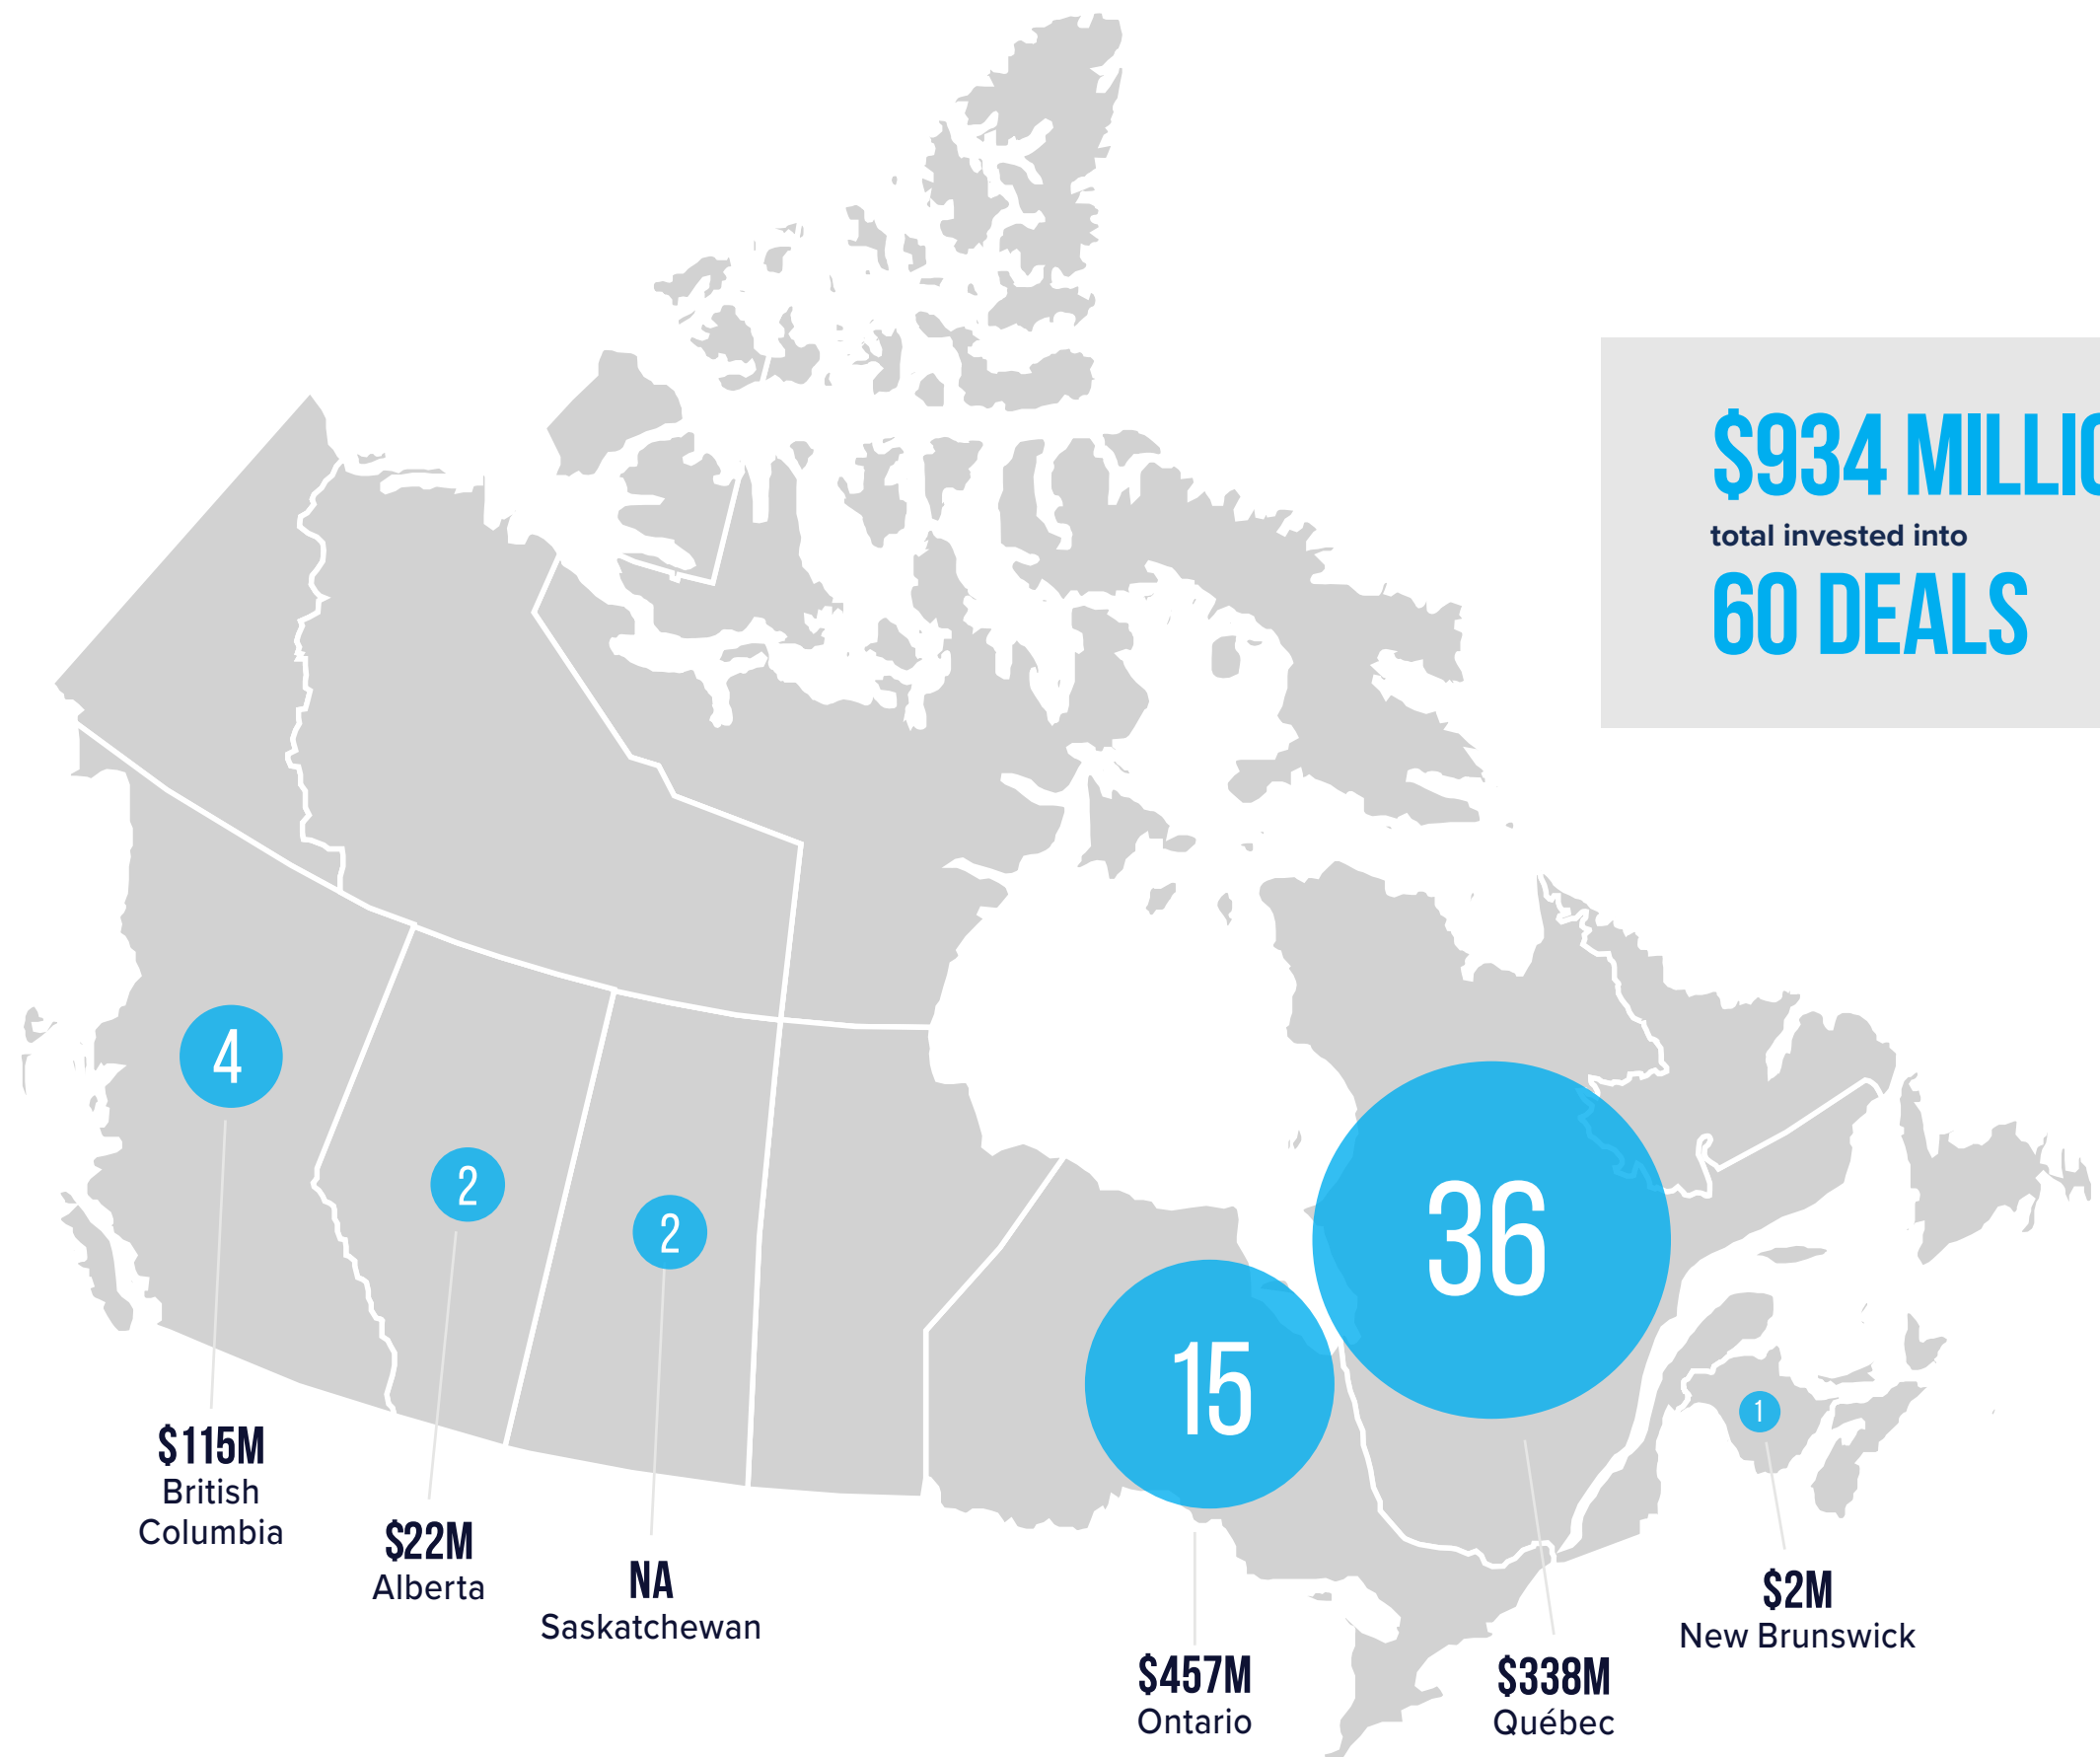 $934 MILLIO
total invested into
60 DEALS
4
2
2
36
15
1
$115M
British
Columbia
$22M
Alberta
NA
Saskatchewan
$457M
Ontario
$338M
Québec
$2M
New Brunswick